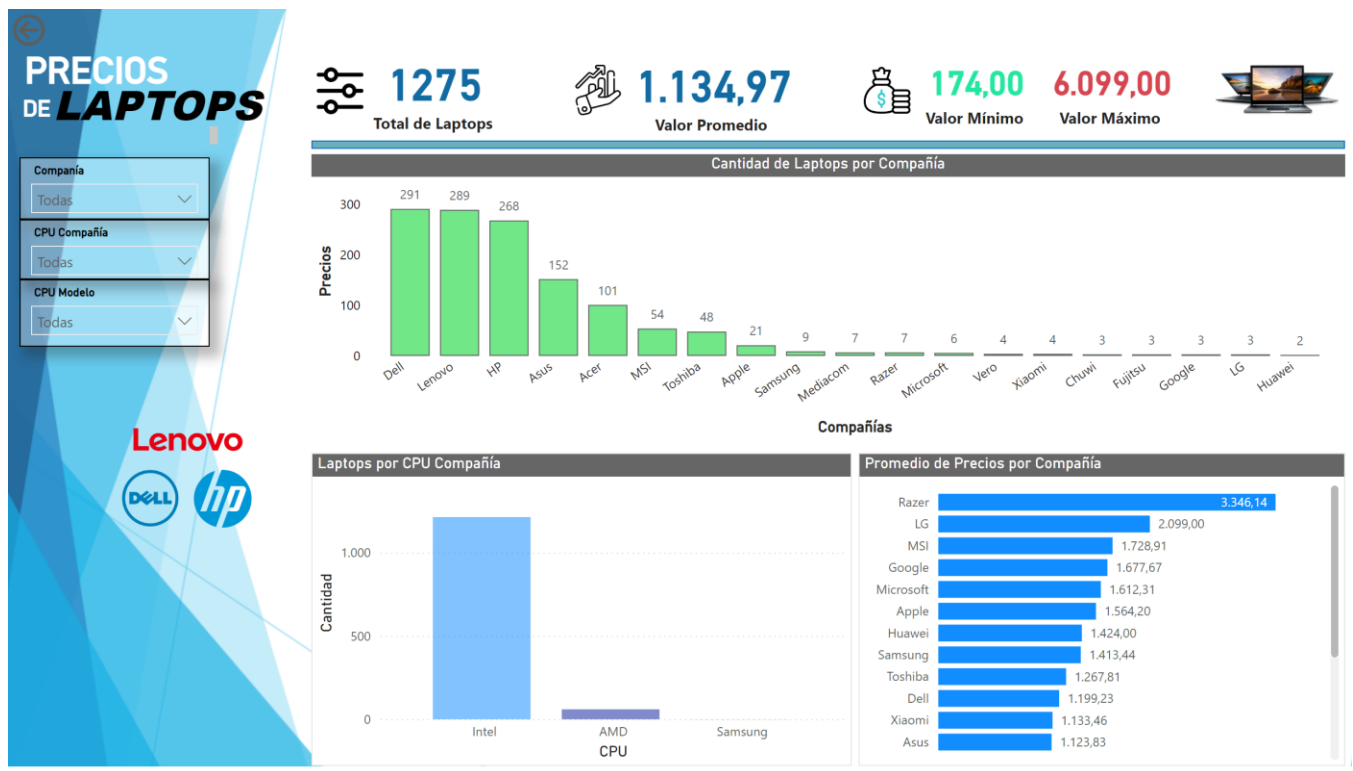 PRECIOS
DE LAPTOPS
Companía
Todas
CPU Compañía
Todas
CPU Modelo
Todas
Lenovo
DELL
hp
1275
Total de Laptops
1.134,97
Valor Promedio
$
174,00
Valor Mínimo
6.099,00
Valor Máximo
Cantidad de Laptops por Compañía
Precios
300
200
100
0
291
289
268
152
101
54
48
21
9
7
7
6
4
4
3
3
3
3
2
Dell
Lenovo
HP
Asus
Acer
MSI
Toshiba
Apple
Samsung
Mediacom
Razer
Microsoft
Vero
Xiaomi
Chuwi
Fujitsu
Google
LG
Huawei
Compañías
Laptops por CPU Compañía
Cantidad
1.000
500
0
Intel
AMD
Samsung
CPU
Promedio de Precios por Compañía
Razer 3.346,14
LG 2.099,00
MSI 1.728,91
Google 1.677,67
Microsoft 1.612,31
Apple 1.564,20
Huawei 1.424,00
Samsung 1.413,44
Toshiba 1.267,81
Dell 1.199,23
Xiaomi 1.133,46
Asus 1.123,83